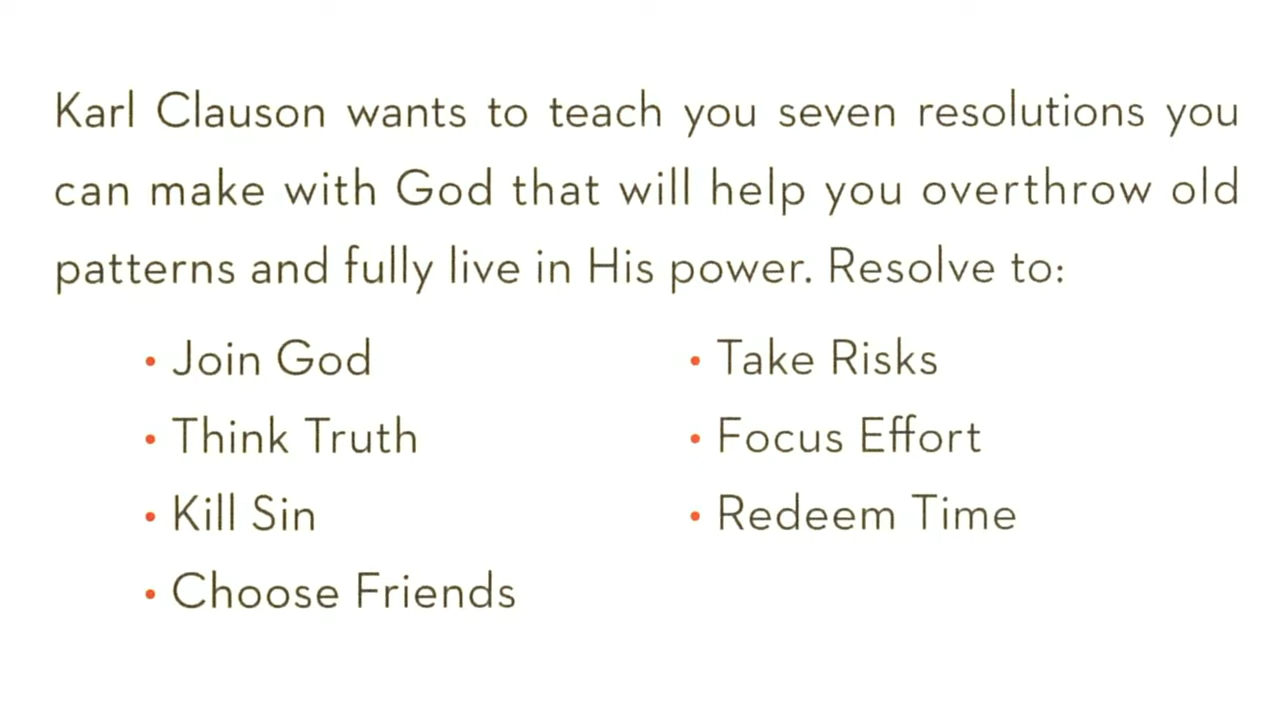 Karl Clauson wants to teach you seven resolutions you
can make with God that will help you overthrow old
patterns and fully live in His power. Resolve to:
• Join God
• Think Truth
• Kill Sin
• Choose Friends
• Take Risks
• Focus Effort
• Redeem Time